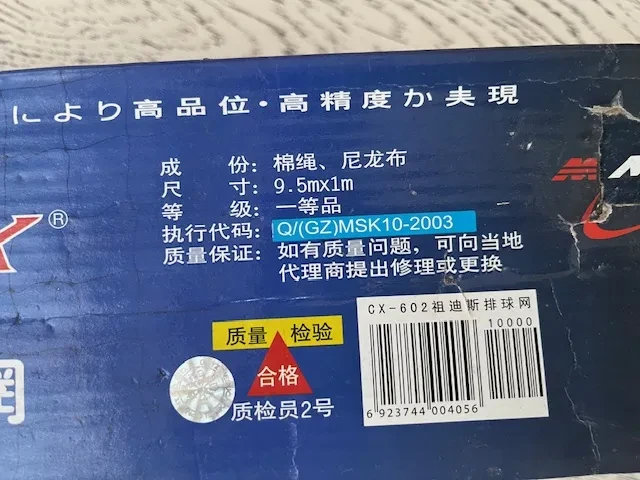 により高品位·高精度か実現
成 份：棉绳、尼龙布
尺 寸：9.5mx1m
等 级：一等品
执行代码：Q/(GZ)MSK10-2003
质量保证：如有质量问题，可向当地
代理商提出修理或更换
CX-602祖迪斯排球网
10000
质量 检验
合格
质检员2号
6923744004056
®
网